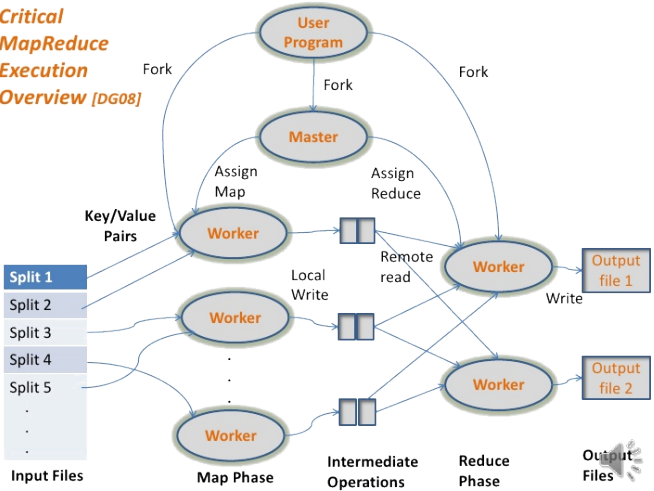 Critical
MapReduce
Execution
Overview [DG08]
User
Program
Fork
Fork
Fork
Master
Assign
Map
Assign
Reduce
Key/Value
Pairs
Worker
Remote
read
Worker
Output
file 1
Split 1
Split 2
Split 3
Split 4
Split 5
Local
Write
Worker
Write
Worker
Output
file 2
Worker
Input Files
Map Phase
Intermediate
Operations
Reduce
Phase
Output
Files